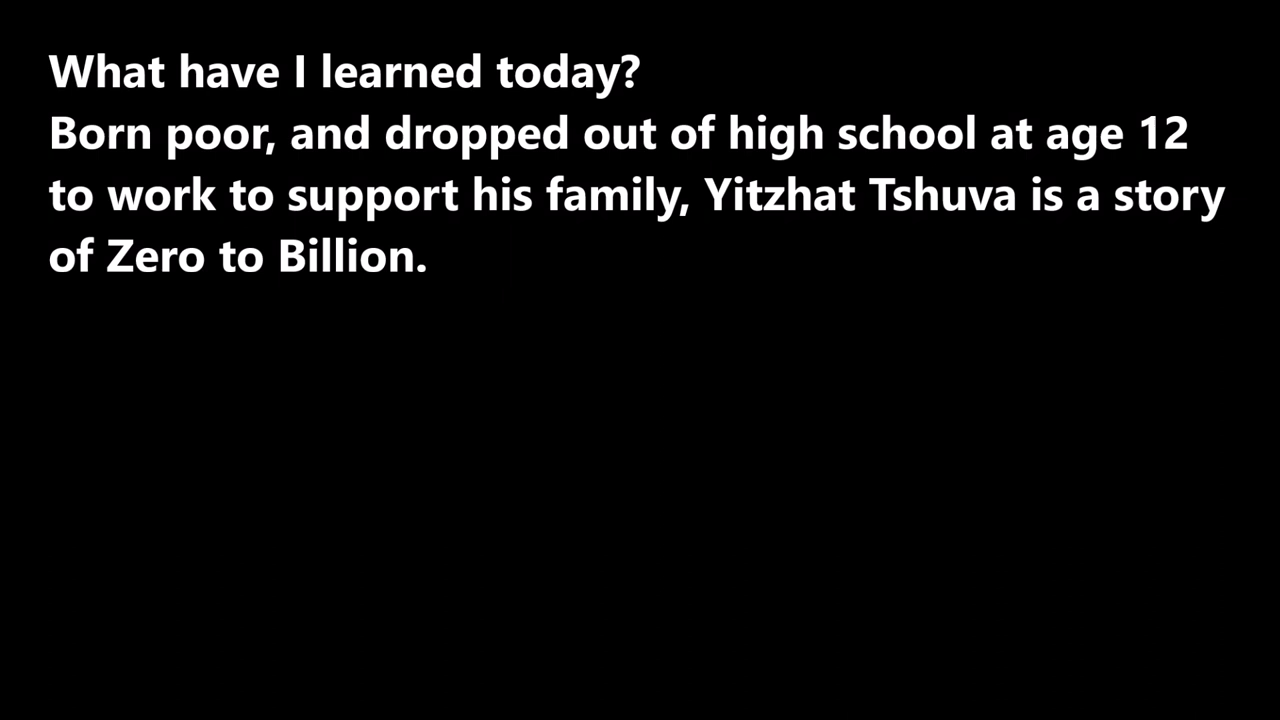 What have I learned today?
Born poor, and dropped out of high school at age 12
to work to support his family, Yitzhat Tshuva is a story
of Zero to Billion.